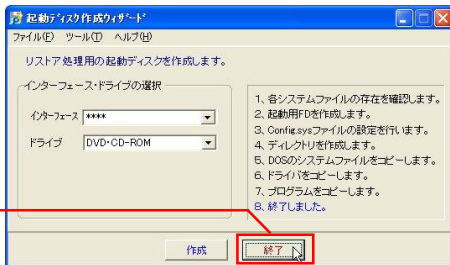 起動ディスク作成ウィザード
ファイル(F) ツール(T) ヘルプ(H)
リストア処理用の起動ディスクを作成します。
インターフェース・ドライブの選択
インターフェース ****
ドライブ DVD・CD-ROM
1、各システムファイルの存在を確認します。
2、起動用FDを作成します。
3、Config.sysファイルの設定を行います。
4、ディレクトリを作成します。
5、DOSのシステムファイルをコピーします。
6、ドライバをコピーします。
7、プログラムをコピーします。
8、終了しました。
作成 終了